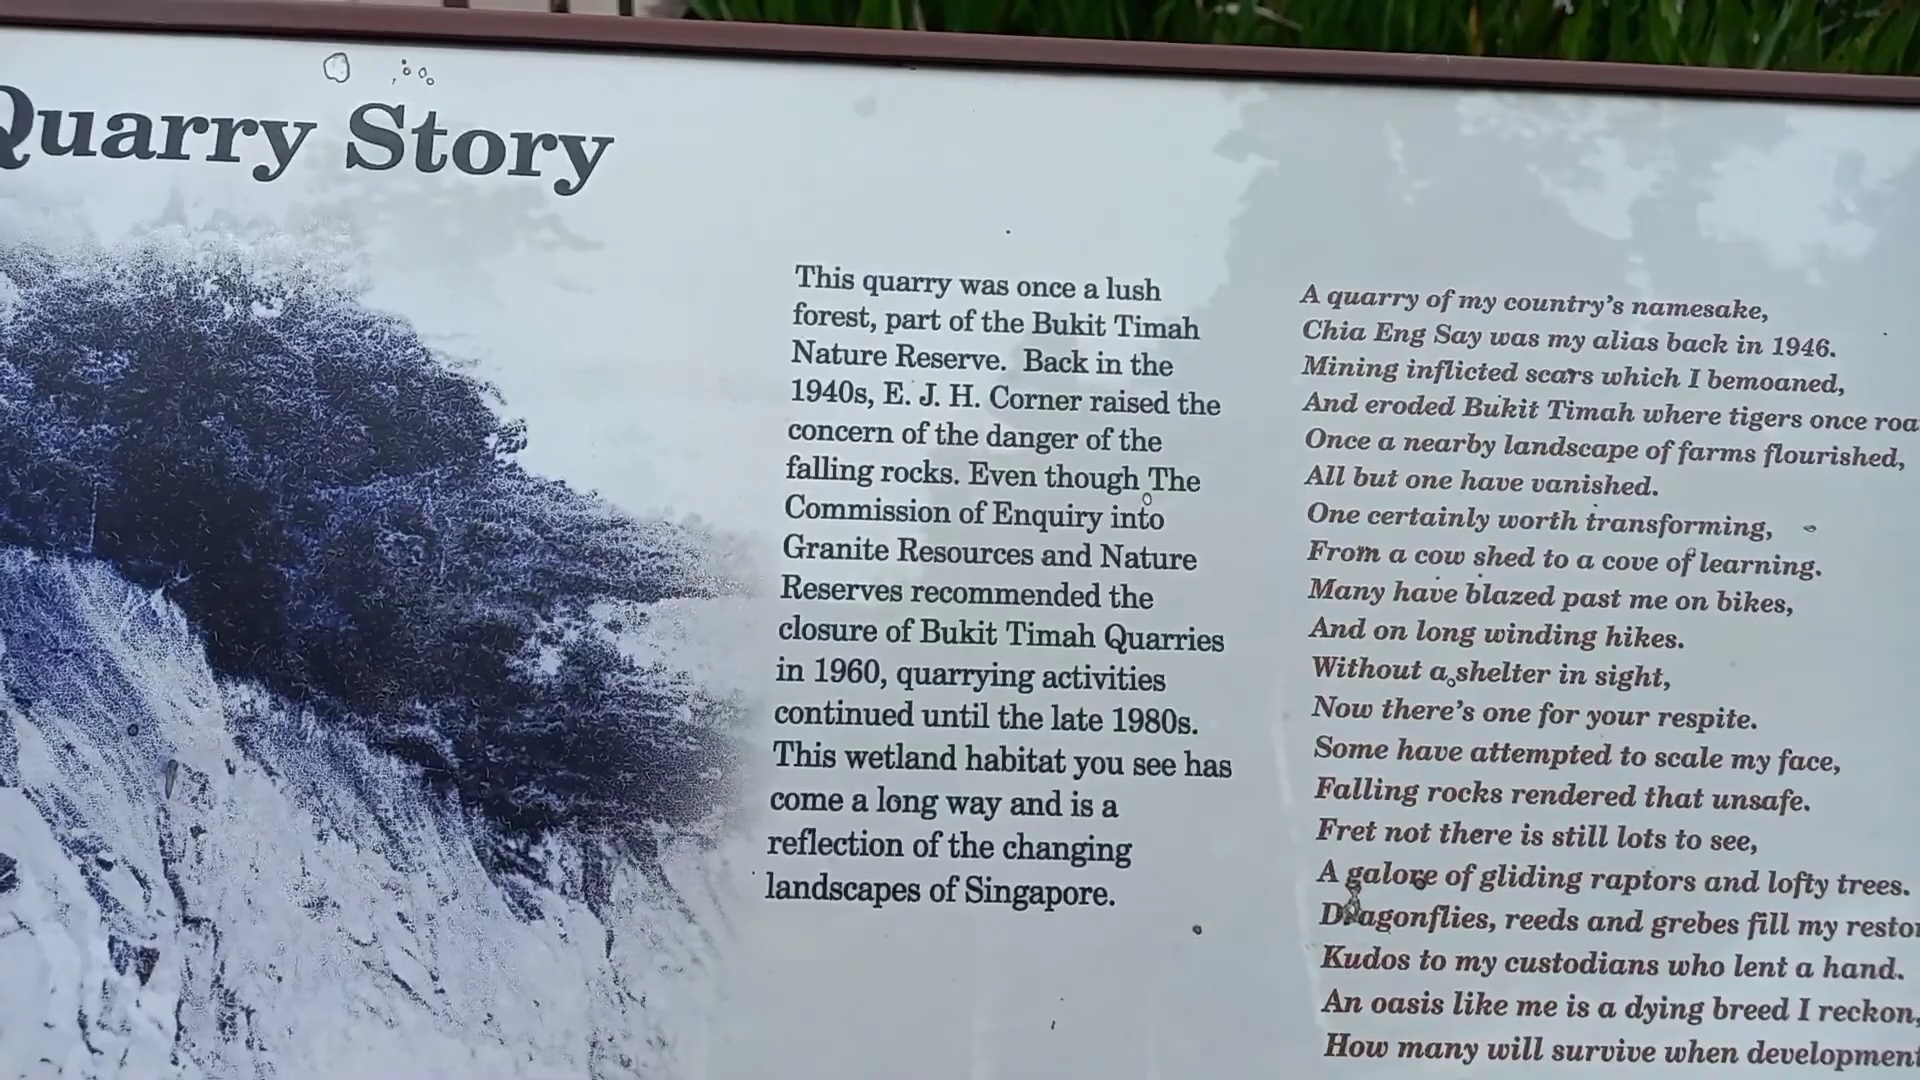 Quarry Story
This quarry was once a lush
forest, part of the Bukit Timah
Nature Reserve. Back in the
1940s, E. J. H. Corner raised the
concern of the danger of the
falling rocks. Even though The
Commission of Enquiry into
Granite Resources and Nature
Reserves recommended the
closure of Bukit Timah Quarries
in 1960, quarrying activities
continued until the late 1980s.
This wetland habitat you see has
come a long way and is a
reflection of the changing
landscapes of Singapore.
A quarry of my country's namesake,
Chia Eng Say was my alias back in 1946.
Mining inflicted scars which I bemoaned,
And eroded Bukit Timah where tigers once
Once a nearby landscape of farms flourished,
All but one have vanished.
One certainly worth transforming,
From a cow shed to a cove of learning.
Many have blazed past me on bikes,
And on long winding hikes.
Without a shelter in sight,
Now there's one for your respite.
Some have attempted to scale my face,
Falling rocks rendered that unsafe.
Fret not there is still lots to see,
A galore of gliding raptors and lofty trees.
Dragonflies, reeds and grebes fill my
Kudos to my custodians who lent a hand.
An oasis like me is a dying breed I reckon,
How many will survive when development